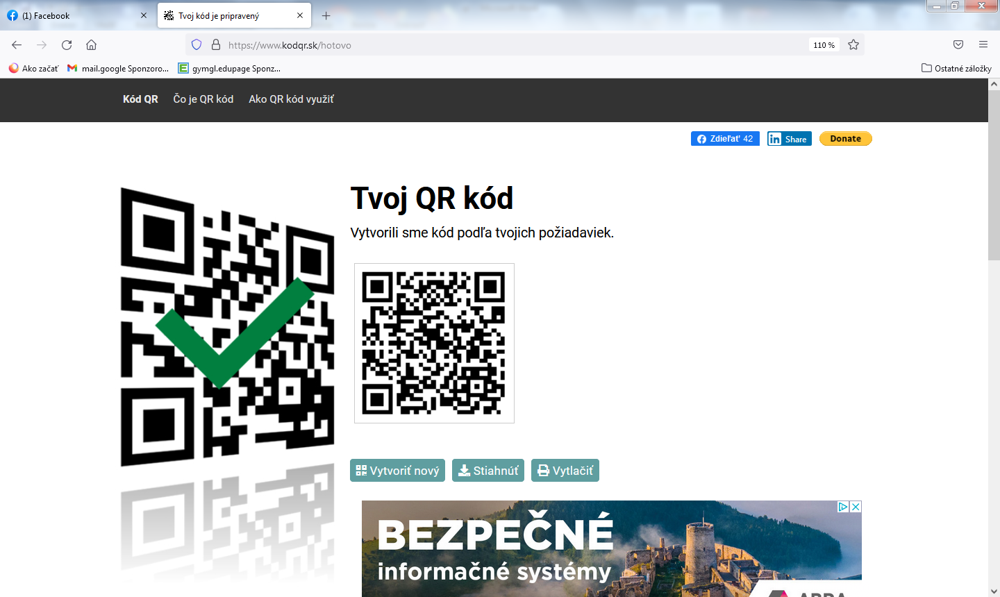 (1) Facebook
Tvoj kód je pripravený
https://www.kodqr.sk/hotovo
110 %
Ako začať
mail.google Sponzoro...
gymgl.edupage Sponz...
Ostatné záložky
Kód QR
Čo je QR kód
Ako QR kód využiť
Zdieľať 42
Share
Donate
Tvoj QR kód
Vytvorili sme kód podľa tvojich požiadaviek.
Vytvoriť nový
Stiahnúť
Vytlačiť
BEZPEČNÉ
informačné systémy